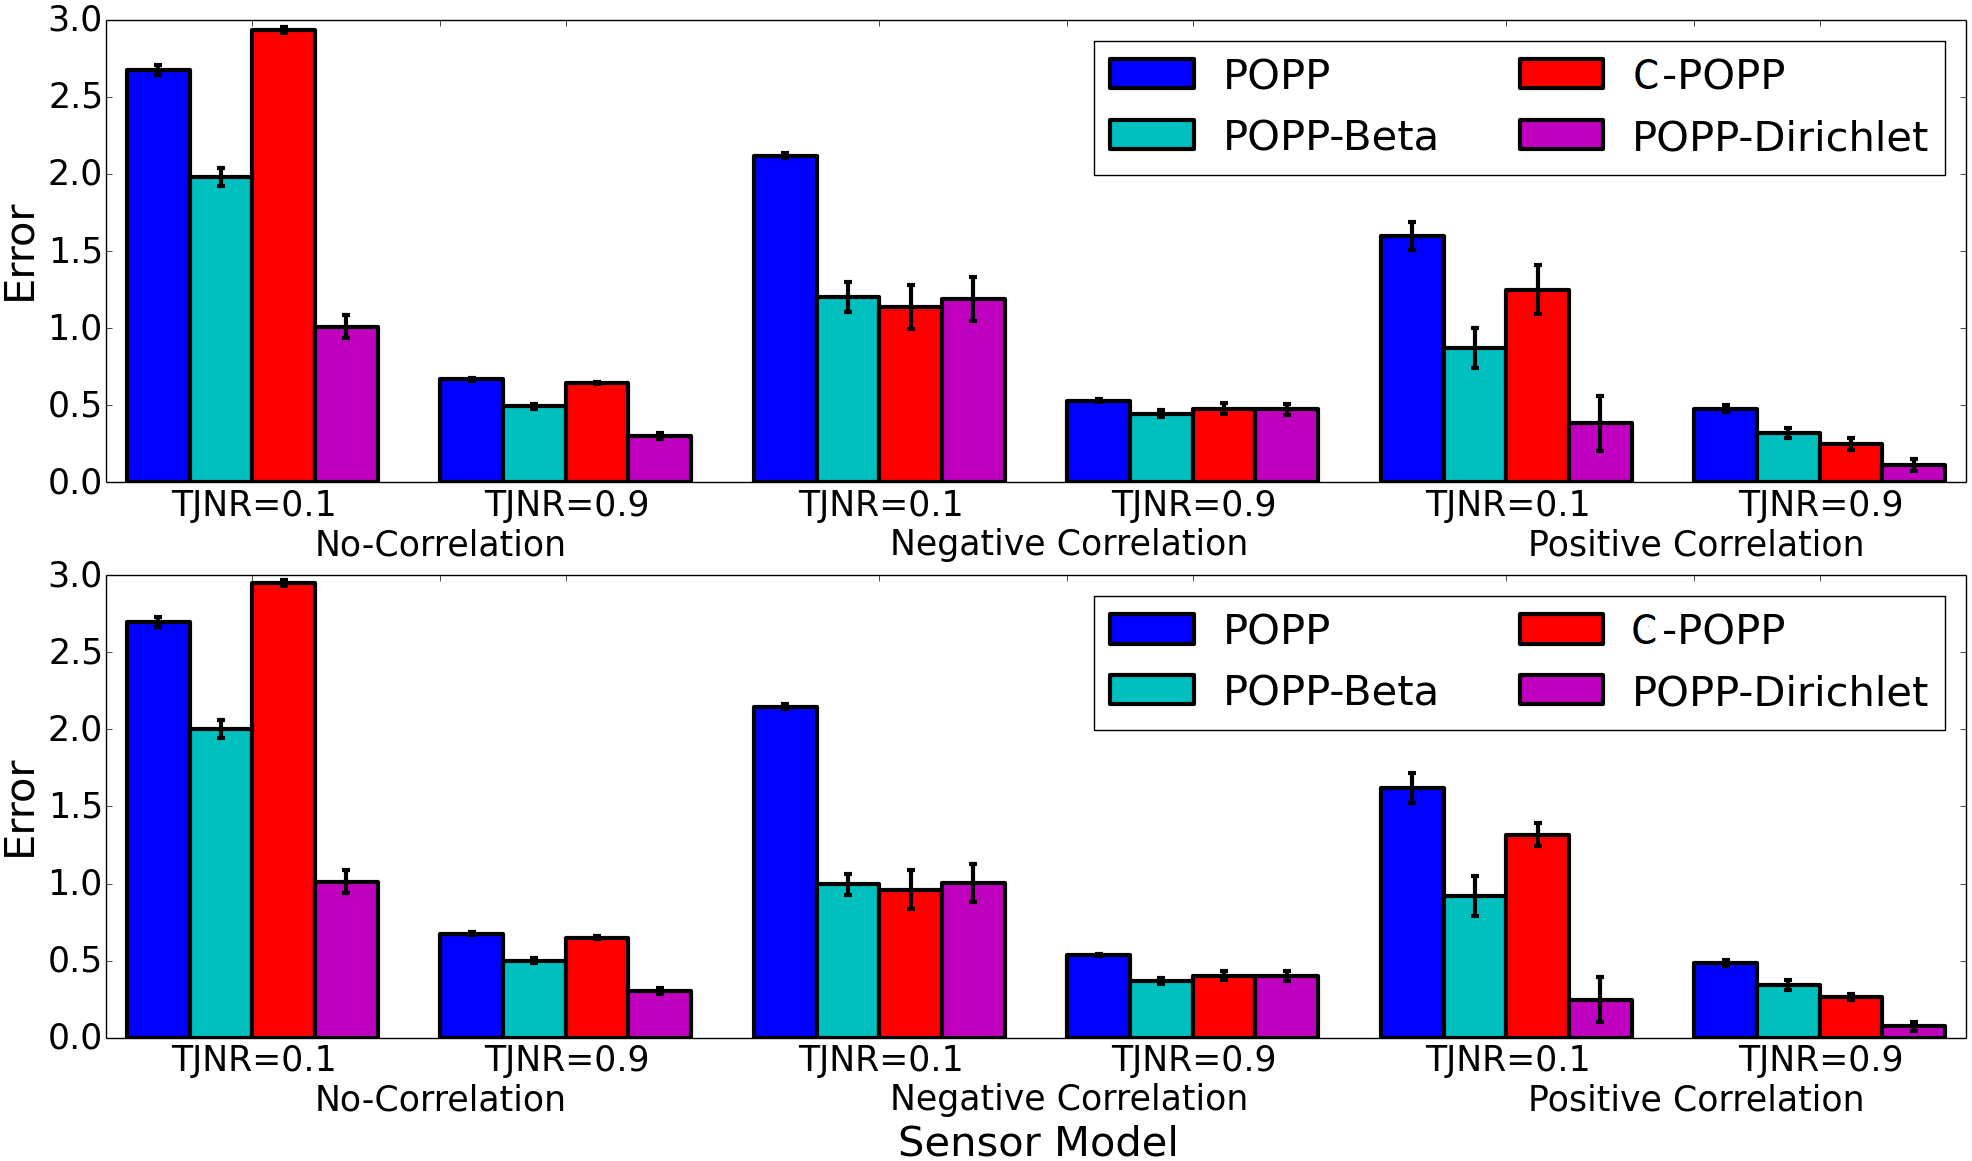 3.0
2.5
2.0
1.5
1.0
0.5
0.0
Error
POPP
C-POPP
POPP-Beta
POPP-Dirichlet
TJNR=0.1 TJNR=0.9 TJNR=0.1 TJNR=0.9 TJNR=0.1 TJNR=0.9
No-Correlation Negative Correlation Positive Correlation
3.0
2.5
2.0
1.5
1.0
0.5
0.0
Error
POPP
C-POPP
POPP-Beta
POPP-Dirichlet
TJNR=0.1 TJNR=0.9 TJNR=0.1 TJNR=0.9 TJNR=0.1 TJNR=0.9
No-Correlation Negative Correlation Positive Correlation
Sensor Model